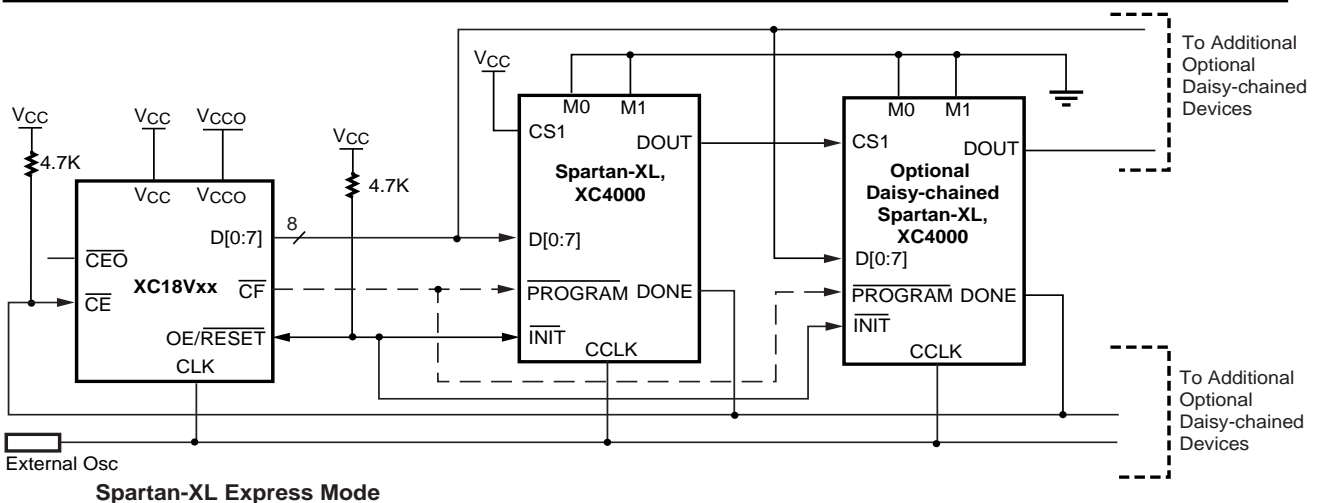 To Additional
Optional
Daisy-chained
Devices
VCC
M0 M1
CS1
DOUT
Spartan-XL,
XC4000
D[0:7]
PROGRAM DONE
INIT
CCLK
M0 M1
CS1
DOUT
Optional
Daisy-chained
Spartan-XL,
XC4000
D[0:7]
PROGRAM DONE
INIT
CCLK
VCC
4.7K
VCC VCCO
VCC VCCO
D[0:7]
8
CEO
XC18Vxx
CF
CE
OE/RESET
CLK
VCC
4.7K
To Additional
Optional
Daisy-chained
Devices
External Osc
Spartan-XL Express Mode